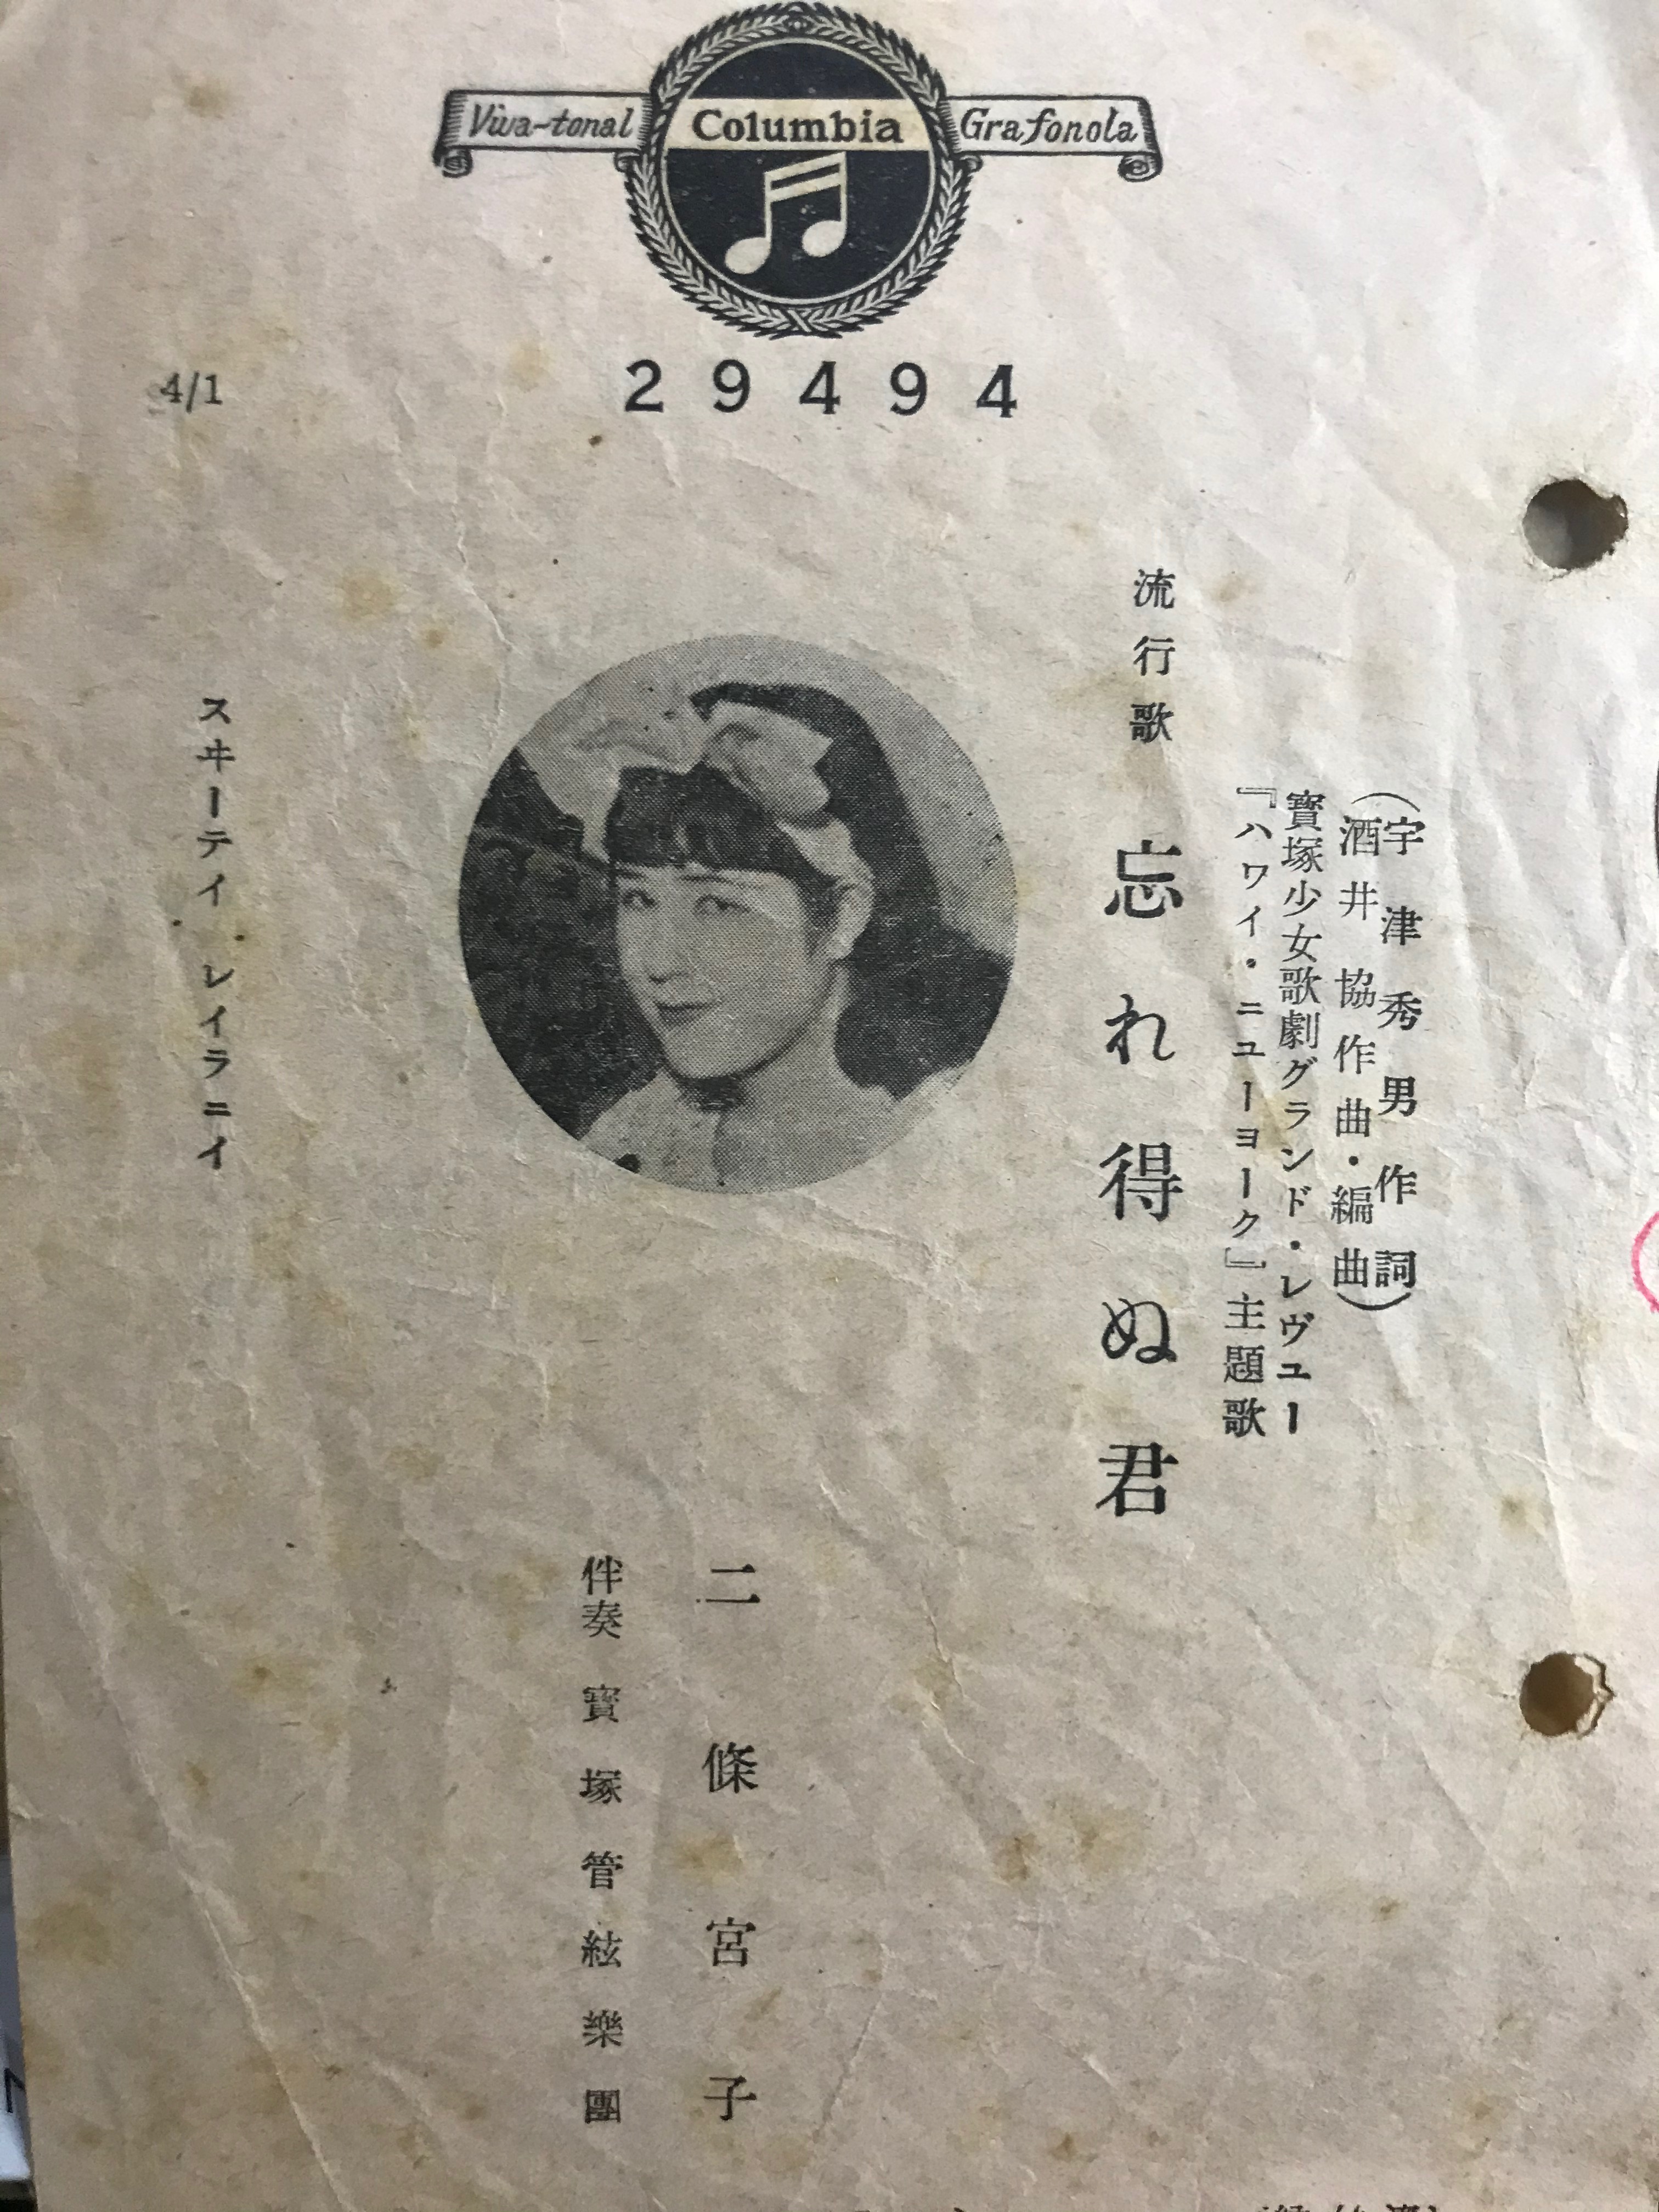 Viva-tonal Columbia Grafonola
29494
4/1
宇津秀男作詞
(酒井協作曲・編曲)
寶塚少女歌劇グランド・レヴユー
『ハワイ・ニユーヨーク』主題歌
流行歌 忘れ得ぬ君
二條宮子
伴奏 寶塚管絃樂團
スヰーテイ・レイラニイ